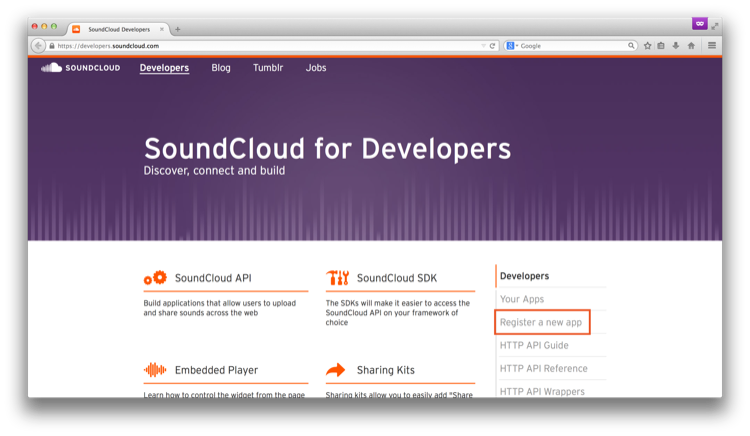 SoundCloud Developers
https://developers.soundcloud.com
Google
SOUNDCLOUD
Developers
Blog
Tumblr
Jobs
SoundCloud for Developers
Discover, connect and build
SoundCloud API
Build applications that allow users to upload
and share sounds across the web
SoundCloud SDK
The SDKs will make it easier to access the
SoundCloud API on your framework of
choice
Embedded Player
Learn how to control the widget from the page
Sharing Kits
Sharing kits allow you to easily add "Share
Developers
Your Apps
Register a new app
HTTP API Guide
HTTP API Reference
HTTP API Wrappers